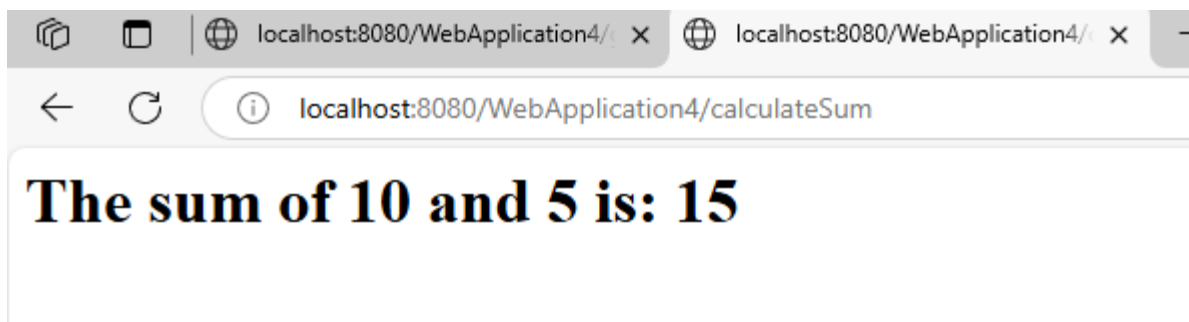 localhost:8080/WebApplication4/ localhost:8080/WebApplication4/
localhost:8080/WebApplication4/calculateSum
The sum of 10 and 5 is: 15